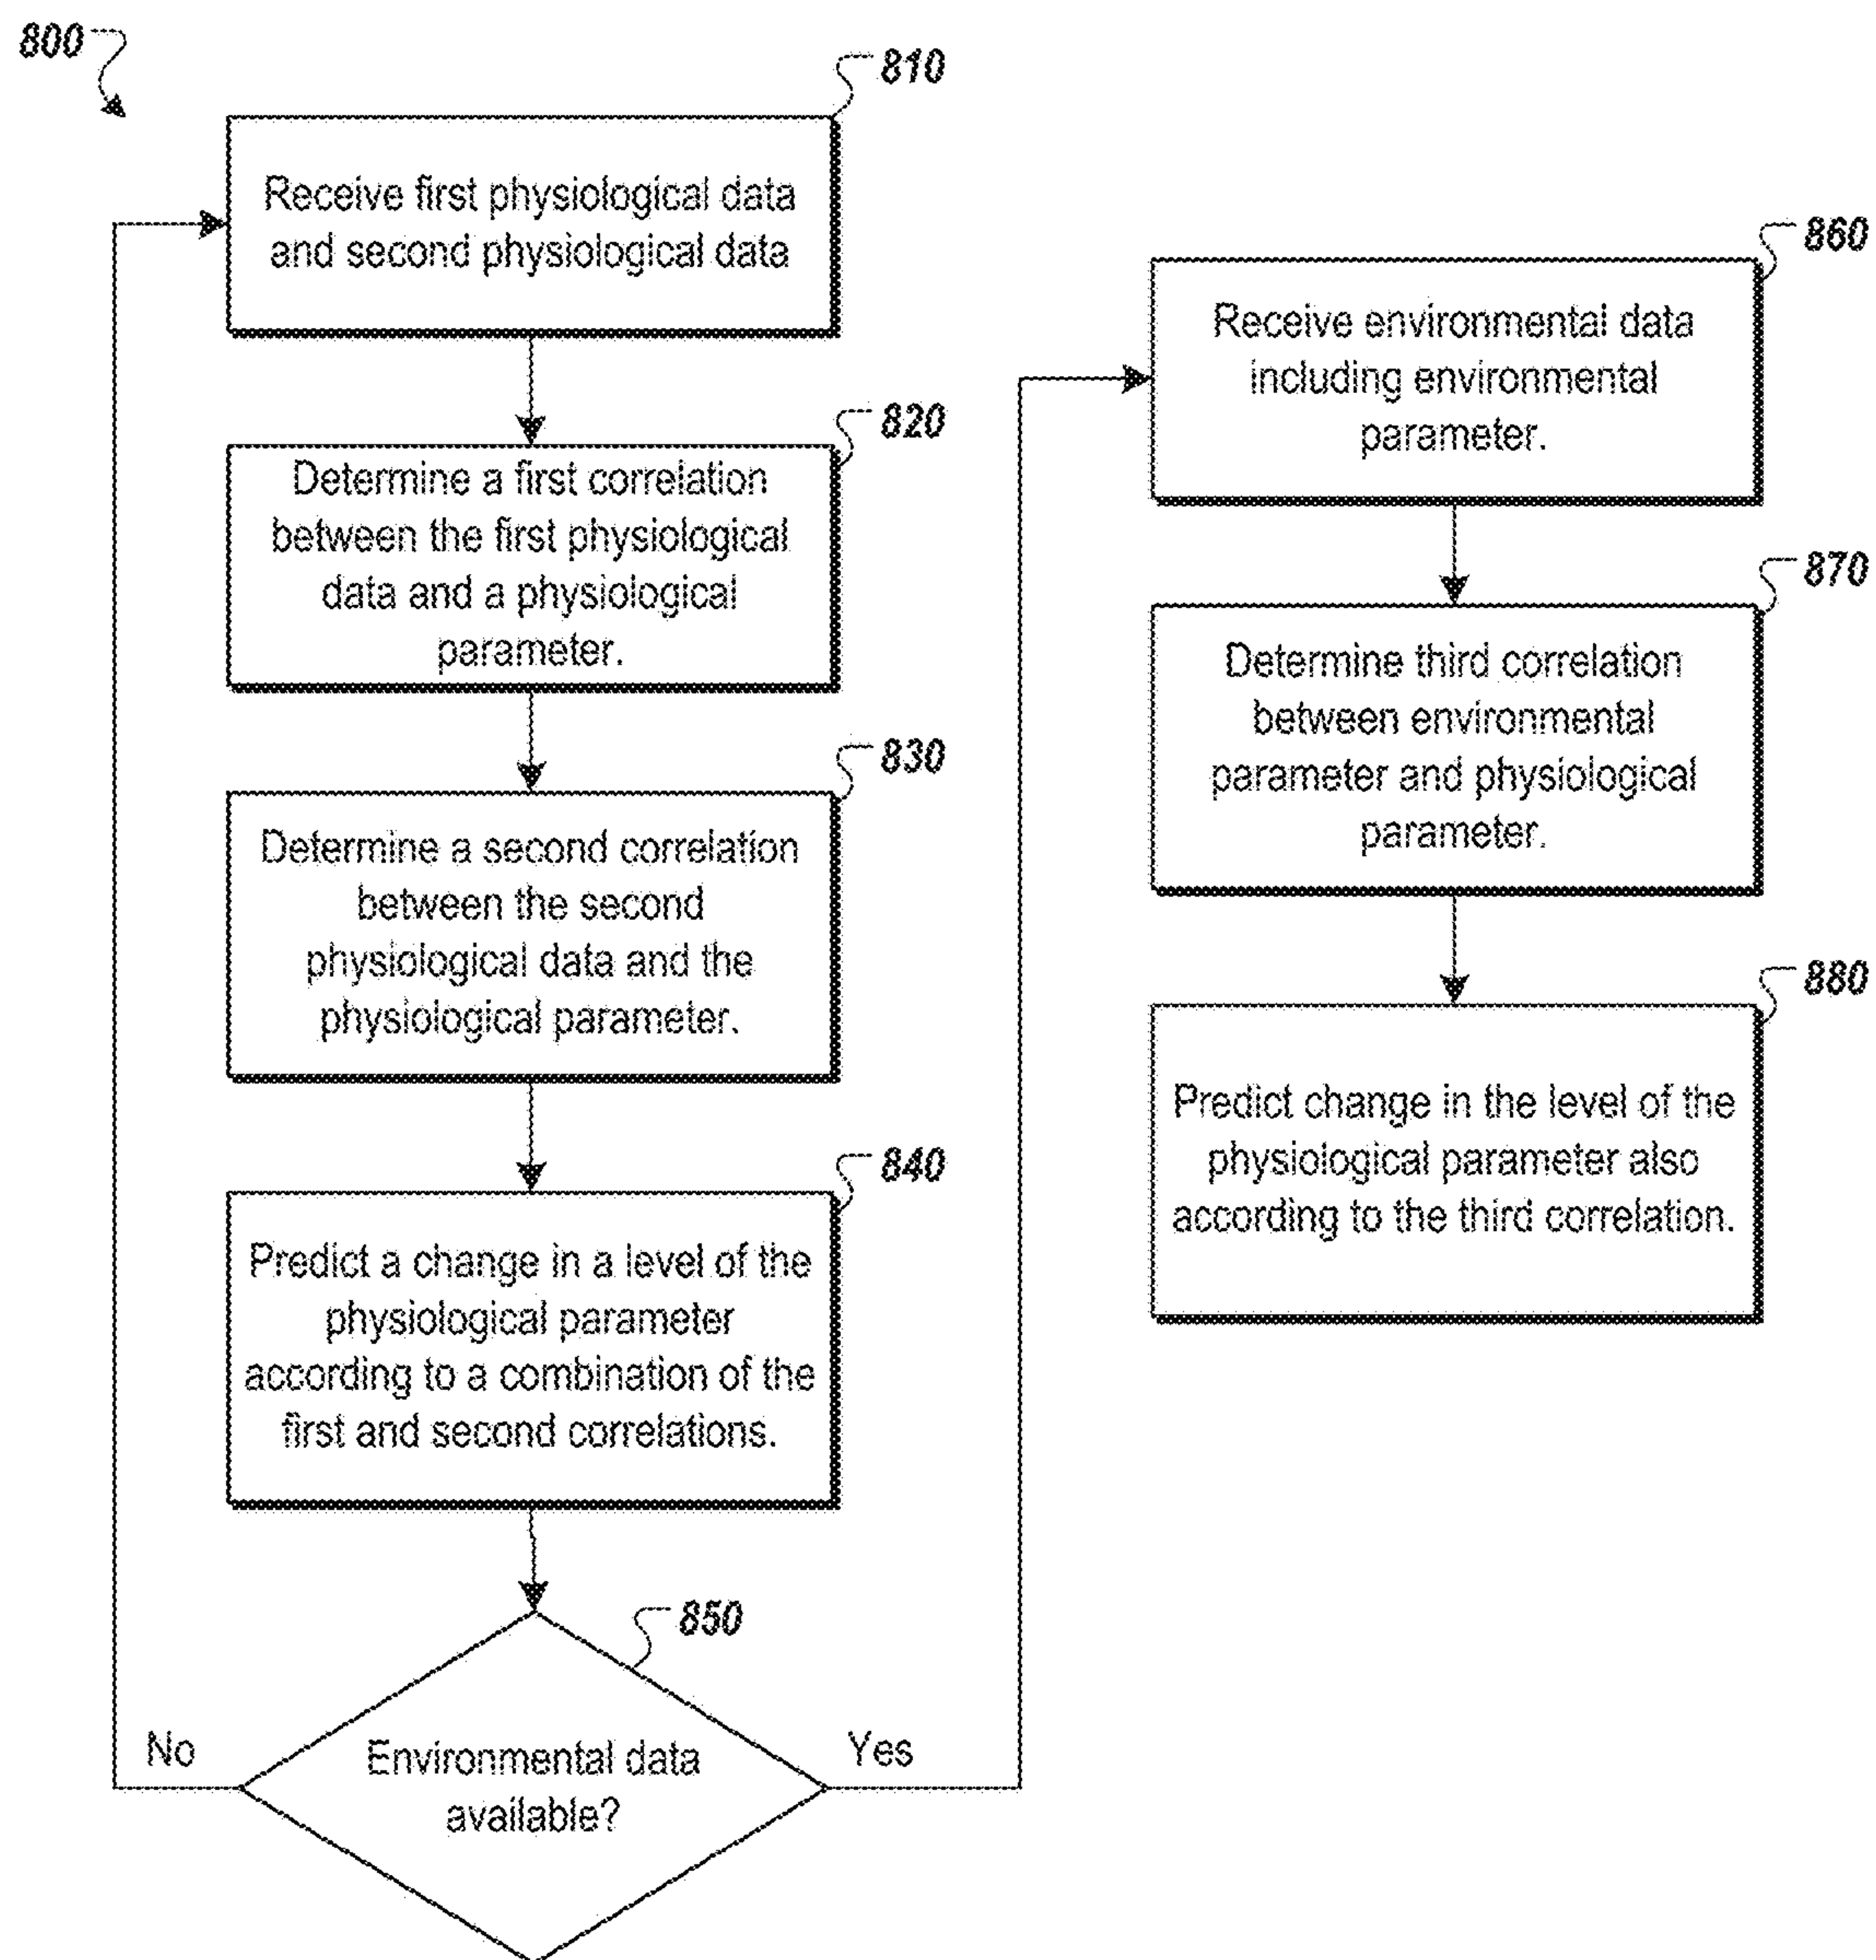 800
810
Receive first physiological data
and second physiological data
820
Determine a first correlation
between the first physiological
data and a physiological
parameter.
830
Determine a second correlation
between the second
physiological data and the
physiological parameter.
840
Predict a change in a level of the
physiological parameter
according to a combination of the
first and second correlations.
850
Environmental data
available?
No
Yes
860
Receive environmental data
including environmental
parameter.
870
Determine third correlation
between environmental
parameter and physiological
parameter.
880
Predict change in the level of the
physiological parameter also
according to the third correlation.